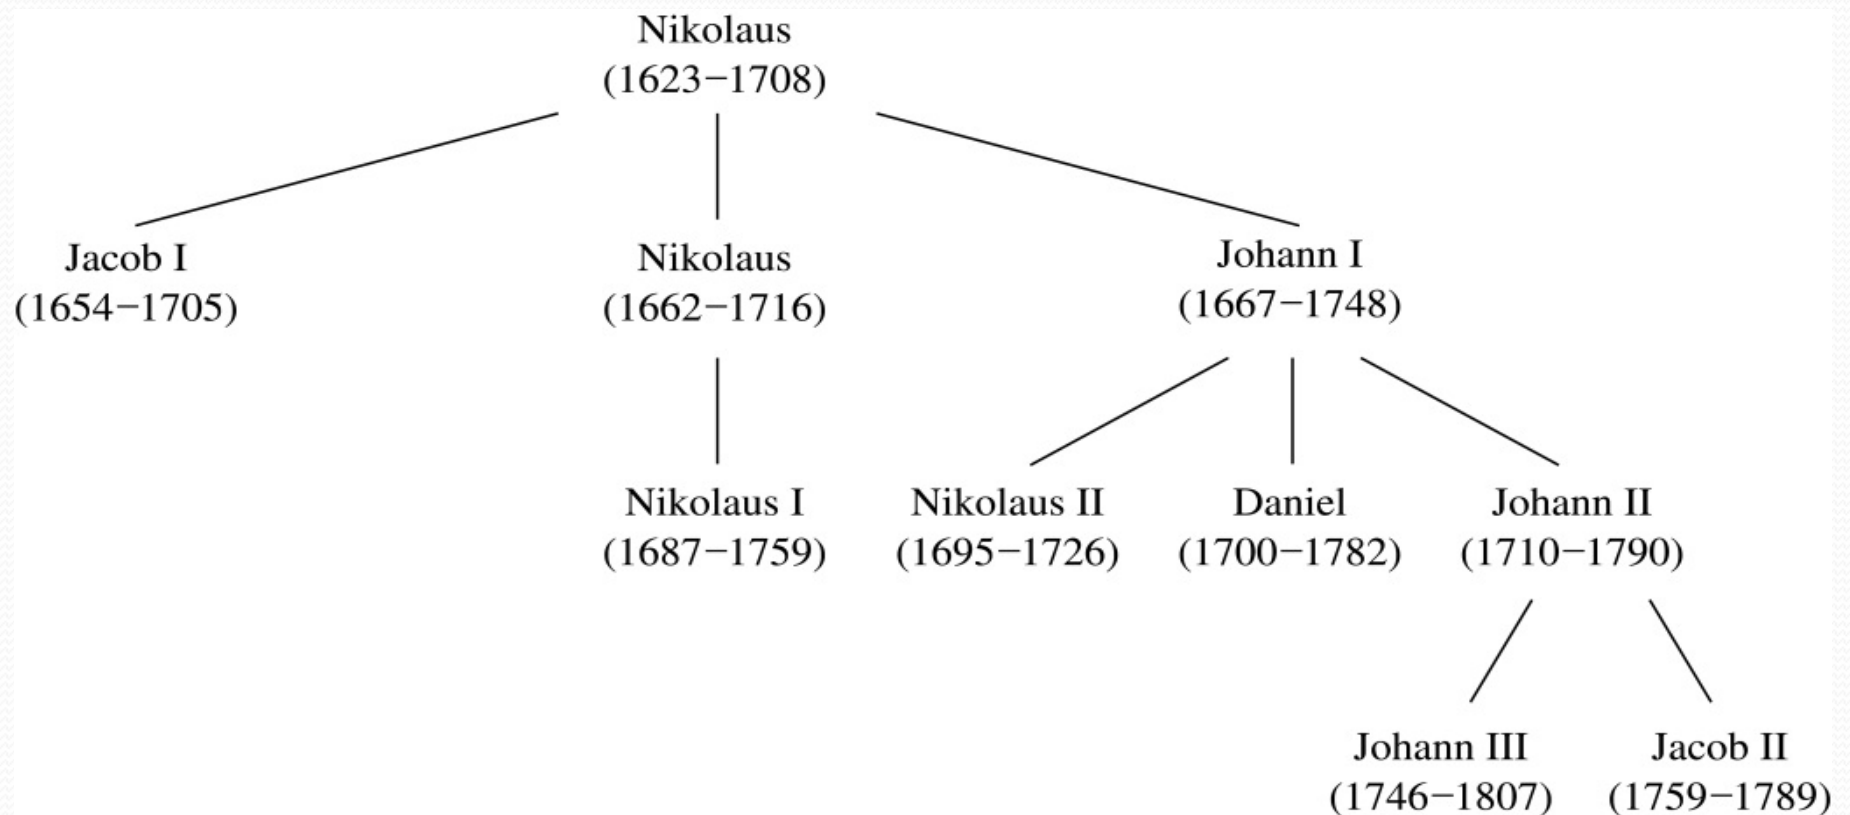 Nikolaus
(1623–1708)
Jacob I
(1654–1705)
Nikolaus
(1662–1716)
Johann I
(1667–1748)
Nikolaus I
(1687–1759)
Nikolaus II
(1695–1726)
Daniel
(1700–1782)
Johann II
(1710–1790)
Johann III
(1746–1807)
Jacob II
(1759–1789)